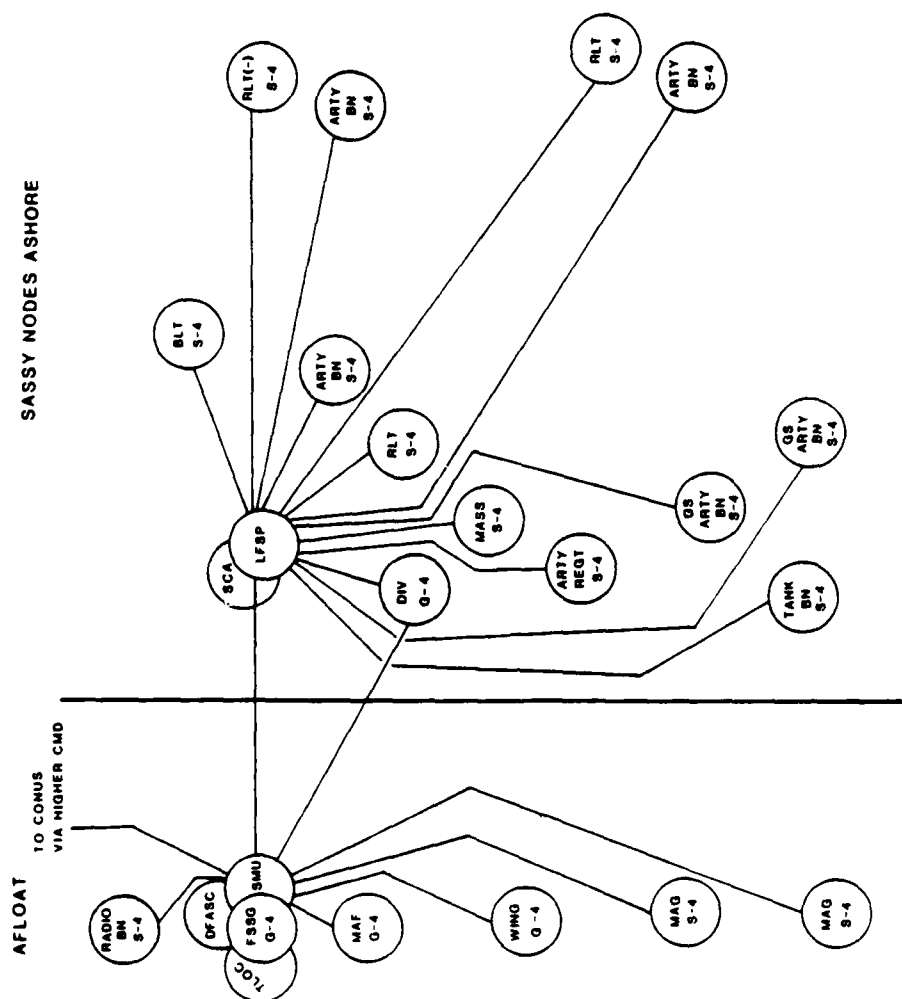 SASSY NODES ASHORE
RLT(-)
S-4
ARTY
BN
S-4
RLT
S-4
ARTY
BN
S-4
BLT
S-4
ARTY
BN
S-4
RLT
S-4
GS
ARTY
BN
S-4
SCA
LFSP
MASS
S-4
GS
ARTY
BN
S-4
DIV
G-4
ARTY
REGT
S-4
TANK
BN
S-4
AFLOAT
TO CONUS
VIA HIGHER CMD
RADIO
BN
S-4
DFASC
SMU
FSSG
G-4
TLOC
MAF
G-4
WING
G-4
MAG
S-4
MAG
S-4